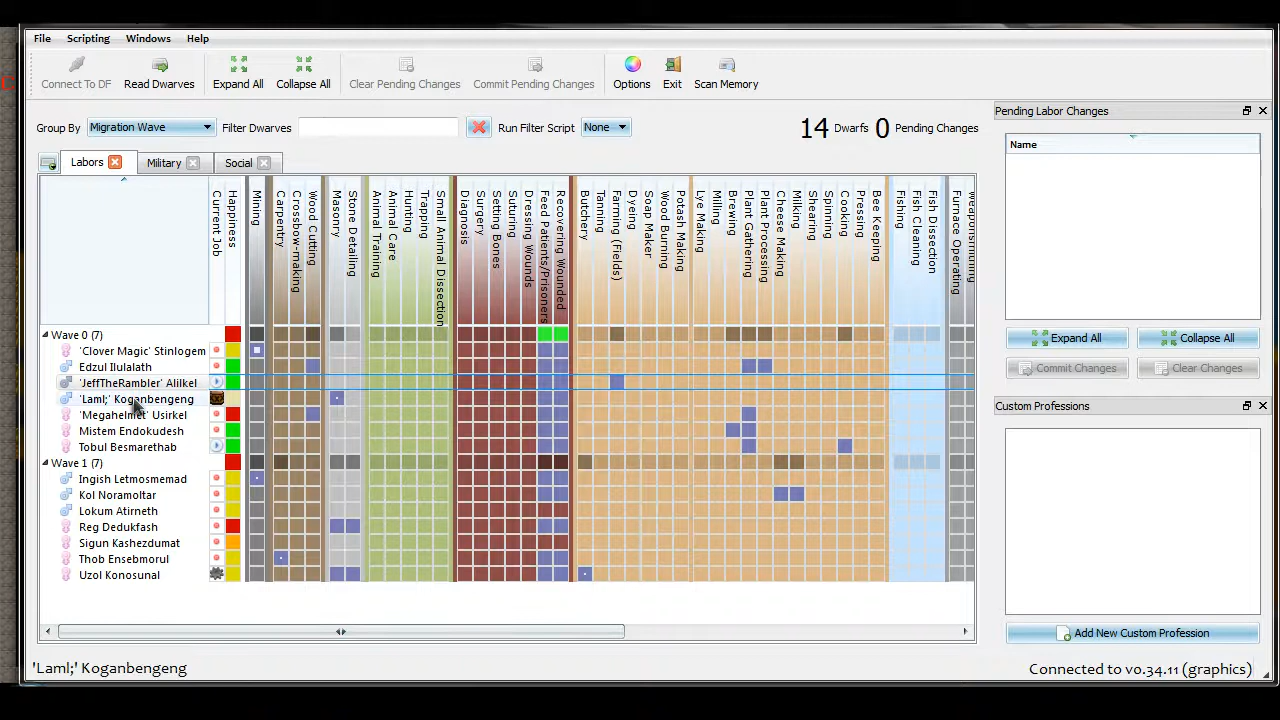 File Scripting Windows Help
Connect To DF Read Dwarves Expand All Collapse All Clear Pending Changes Commit Pending Changes Options Exit Scan Memory
Group By Migration Wave Filter Dwarves Run Filter Script None 14 Dwarfs 0 Pending Changes
Labors Military Social
Current Job
Happiness
Mining
Carpentry
Crossbow-making
Wood Cutting
Masonry
Stone Detailing
Animal Training
Animal Care
Hunting
Trapping
Small Animal Dissection
Diagnosis
Surgery
Setting Bones
Suturing
Dressing Wounds
Feed Patients/Prisoners
Recovering Wounded
Butchery
Tanning
Farming (Fields)
Dyeing
Soap Maker
Wood Burning
Potash Making
Lye Making
Milling
Brewing
Plant Gathering
Plant Processing
Cheese Making
Milking
Shearing
Spinning
Cooking
Pressing
Bee Keeping
Fishing
Fish Cleaning
Fish Dissection
Furnace Operating
Weaponsmithing
Wave 0 (7)
'Clover Magic' Stinlogem
Edzul Ilulalath
'JeffTheRambler' Aliikel
'Laml;' Koganbengeng
'Megahelmet' Usirkel
Mistem Endokudesh
Tobul Besmarethab
Wave 1 (7)
Ingish Letmosmemad
Kol Noramoltar
Lokum Atirneth
Reg Dedukfash
Sigun Kashezdumat
Thob Ensebmorul
Uzol Konosunal
Pending Labor Changes
Name
Expand All Collapse All
Commit Changes Clear Changes
Custom Professions
Add New Custom Profession
'Laml;' Koganbengeng
Connected to v0.34.11 (graphics)